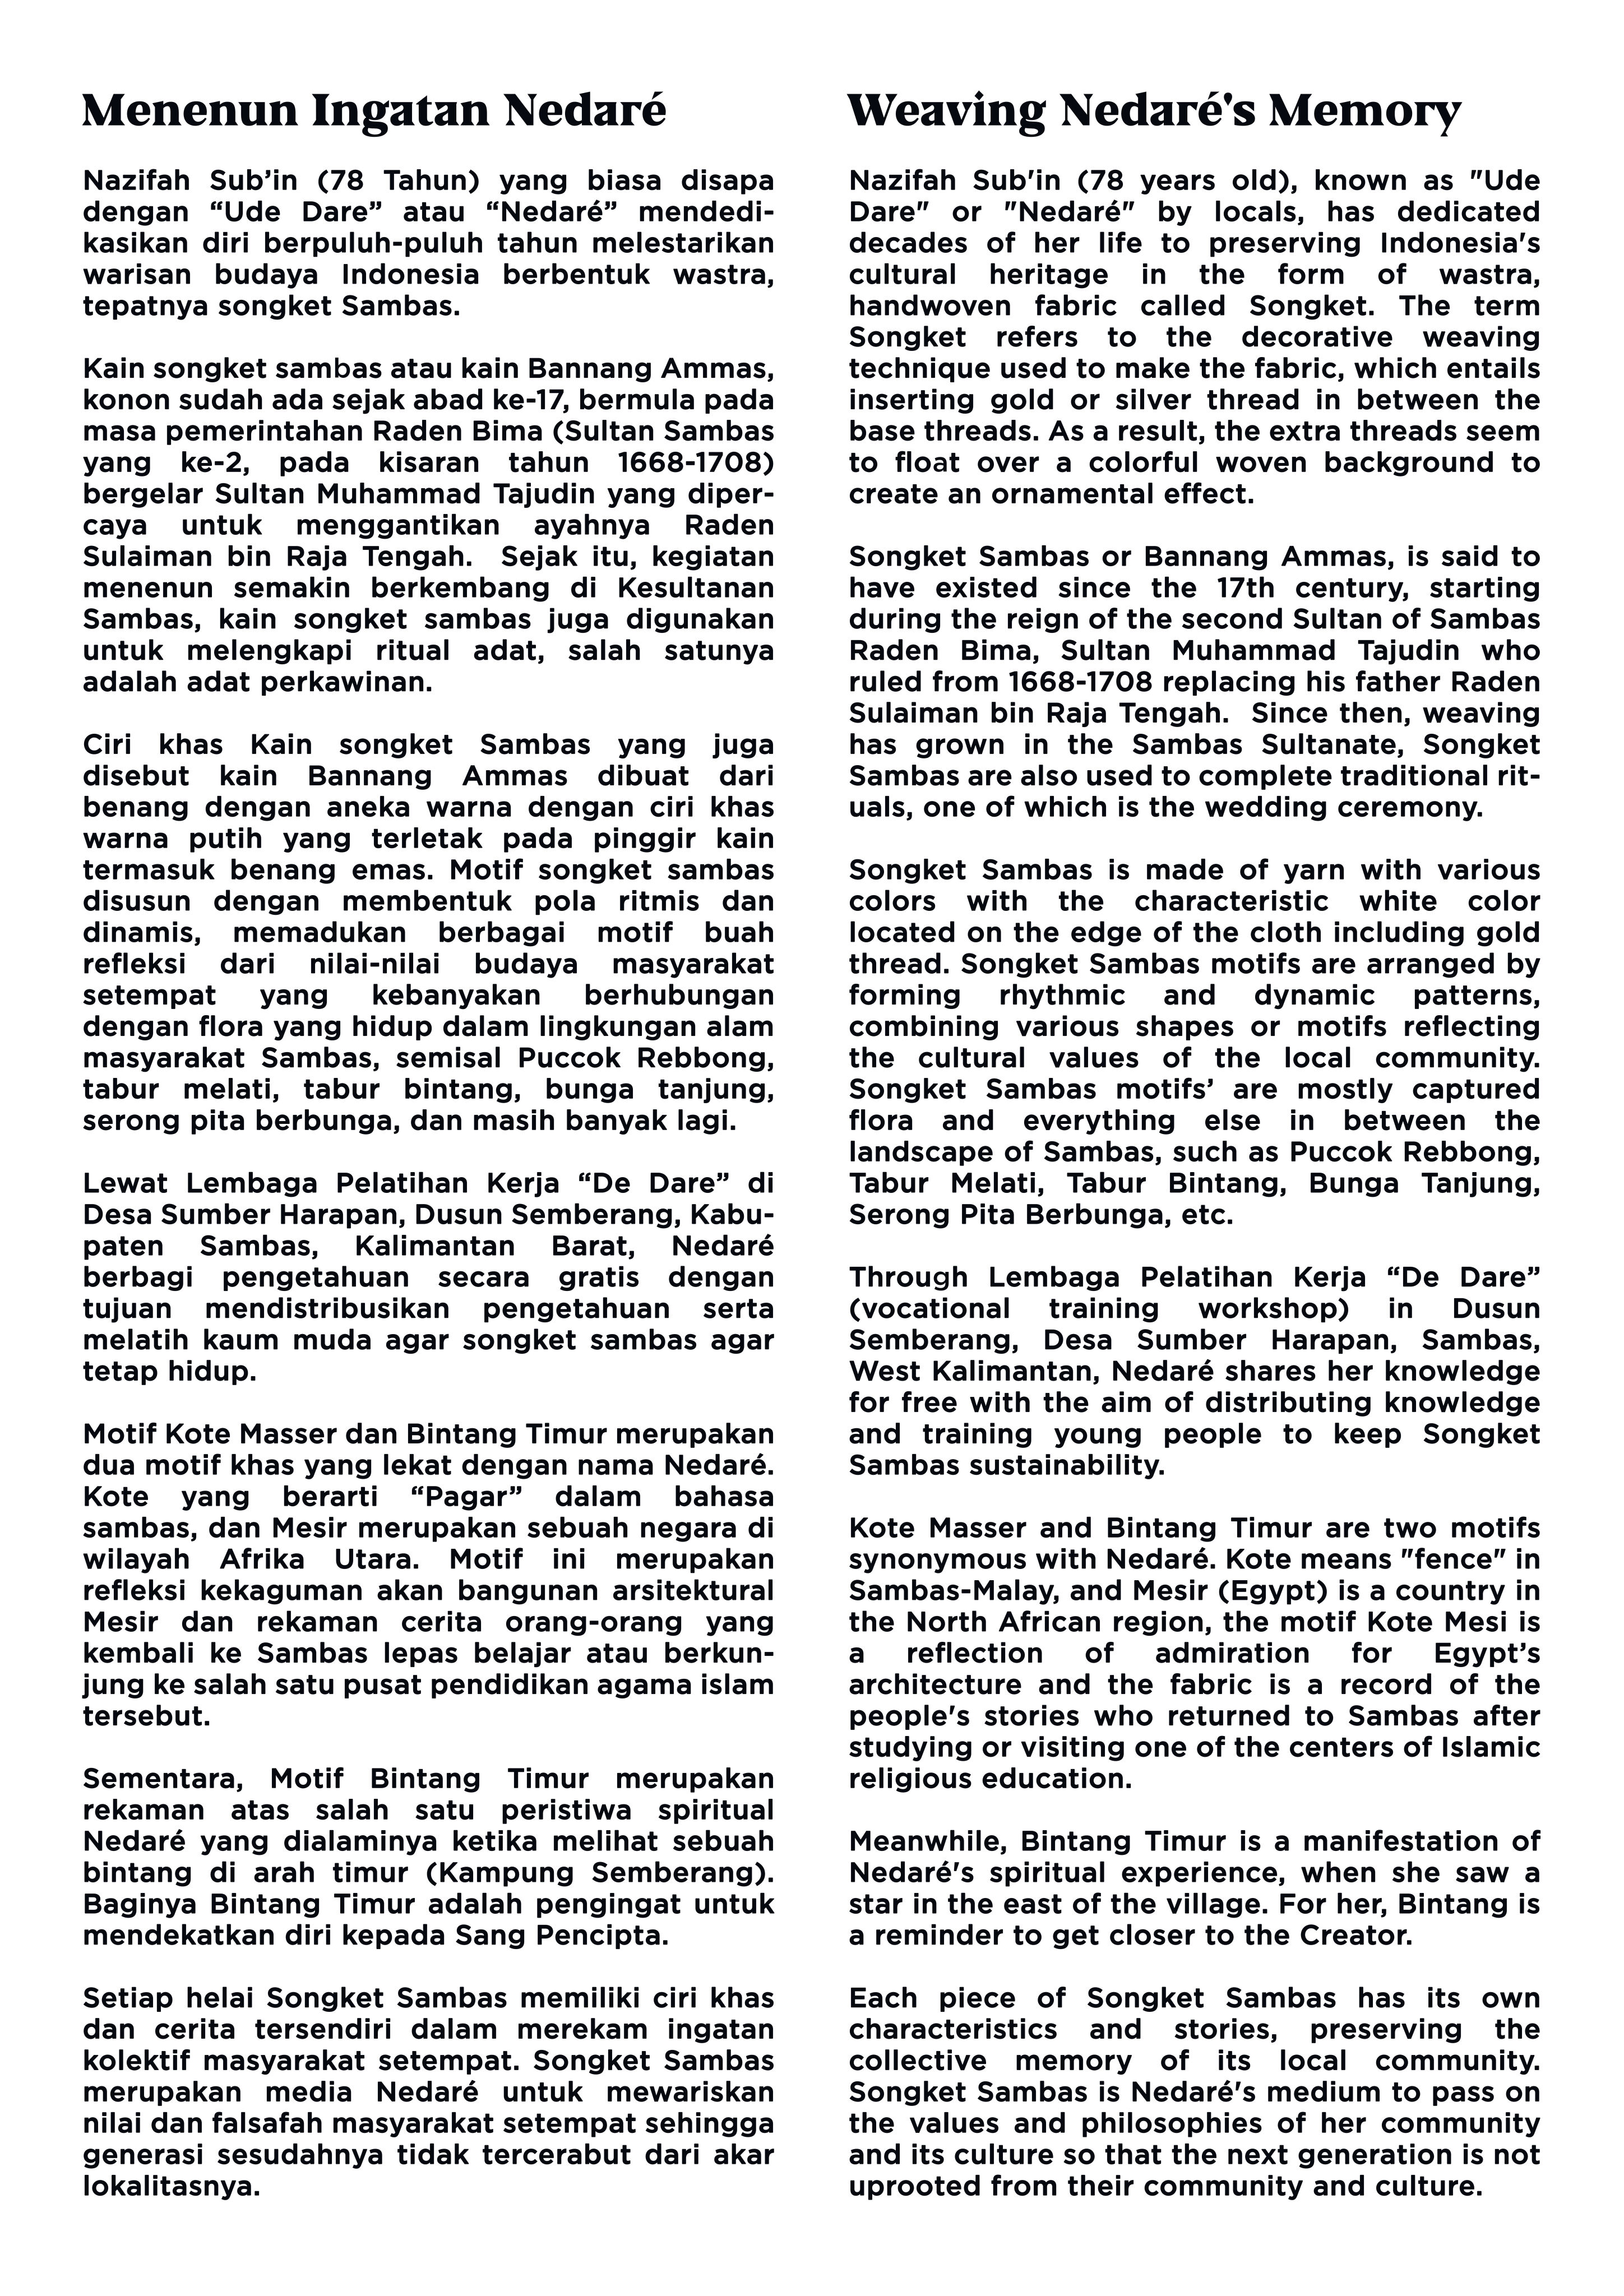 Menenun Ingatan Nedaré
Nazifah Sub’in (78 Tahun) yang biasa disapa
dengan “Ude Dare” atau “Nedaré” mendedi-
kasikan diri berpuluh-puluh tahun melestarikan
warisan budaya Indonesia berbentuk wastra,
tepatnya songket Sambas.
Kain songket sambas atau kain Bannang Ammas,
konon sudah ada sejak abad ke-17, bermula pada
masa pemerintahan Raden Bima (Sultan Sambas
yang ke-2, pada kisaran tahun 1668-1708)
bergelar Sultan Muhammad Tajudin yang diper-
caya untuk menggantikan ayahnya Raden
Sulaiman bin Raja Tengah. Sejak itu, kegiatan
menenun semakin berkembang di Kesultanan
Sambas, kain songket sambas juga digunakan
untuk melengkapi ritual adat, salah satunya
adalah adat perkawinan.
Ciri khas Kain songket Sambas yang juga
disebut kain Bannang Ammas dibuat dari
benang dengan aneka warna dengan ciri khas
warna putih yang terletak pada pinggir kain
termasuk benang emas. Motif songket sambas
disusun dengan membentuk pola ritmis dan
dinamis, memadukan berbagai motif buah
refleksi dari nilai-nilai budaya masyarakat
setempat yang kebanyakan berhubungan
dengan flora yang hidup dalam lingkungan alam
masyarakat Sambas, semisal Puccok Rebbong,
tabur melati, tabur bintang, bunga tanjung,
serong pita berbunga, dan masih banyak lagi.
Lewat Lembaga Pelatihan Kerja “De Dare” di
Desa Sumber Harapan, Dusun Semberang, Kabu-
paten Sambas, Kalimantan Barat, Nedaré
berbagi pengetahuan secara gratis dengan
tujuan mendistribusikan pengetahuan serta
melatih kaum muda agar songket sambas agar
tetap hidup.
Motif Kote Masser dan Bintang Timur merupakan
dua motif khas yang lekat dengan nama Nedaré.
Kote yang berarti “Pagar” dalam bahasa
sambas, dan Mesir merupakan sebuah negara di
wilayah Afrika Utara. Motif ini merupakan
refleksi kekaguman akan bangunan arsitektural
Mesir dan rekaman cerita orang-orang yang
kembali ke Sambas lepas belajar atau berkun-
jung ke salah satu pusat pendidikan agama islam
tersebut.
Sementara, Motif Bintang Timur merupakan
rekaman atas salah satu peristiwa spiritual
Nedaré yang dialaminya ketika melihat sebuah
bintang di arah timur (Kampung Semberang).
Baginya Bintang Timur adalah pengingat untuk
mendekatkan diri kepada Sang Pencipta.
Setiap helai Songket Sambas memiliki ciri khas
dan cerita tersendiri dalam merekam ingatan
kolektif masyarakat setempat. Songket Sambas
merupakan media Nedaré untuk mewariskan
nilai dan falsafah masyarakat setempat sehingga
generasi sesudahnya tidak tercerabut dari akar
lokalitasnya.
Weaving Nedaré's Memory
Nazifah Sub'in (78 years old), known as "Ude
Dare" or "Nedaré" by locals, has dedicated
decades of her life to preserving Indonesia's
cultural heritage in the form of wastra,
handwoven fabric called Songket. The term
Songket refers to the decorative weaving
technique used to make the fabric, which entails
inserting gold or silver thread in between the
base threads. As a result, the extra threads seem
to float over a colorful woven background to
create an ornamental effect.
Songket Sambas or Bannang Ammas, is said to
have existed since the 17th century, starting
during the reign of the second Sultan of Sambas
Raden Bima, Sultan Muhammad Tajudin who
ruled from 1668-1708 replacing his father Raden
Sulaiman bin Raja Tengah. Since then, weaving
has grown in the Sambas Sultanate, Songket
Sambas are also used to complete traditional rit-
uals, one of which is the wedding ceremony.
Songket Sambas is made of yarn with various
colors with the characteristic white color
located on the edge of the cloth including gold
thread. Songket Sambas motifs are arranged by
forming rhythmic and dynamic patterns,
combining various shapes or motifs reflecting
the cultural values of the local community.
Songket Sambas motifs’ are mostly captured
flora and everything else in between the
landscape of Sambas, such as Puccok Rebbong,
Tabur Melati, Tabur Bintang, Bunga Tanjung,
Serong Pita Berbunga, etc.
Through Lembaga Pelatihan Kerja “De Dare”
(vocational training workshop) in Dusun
Semberang, Desa Sumber Harapan, Sambas,
West Kalimantan, Nedaré shares her knowledge
for free with the aim of distributing knowledge
and training young people to keep Songket
Sambas sustainability.
Kote Masser and Bintang Timur are two motifs
synonymous with Nedaré. Kote means "fence" in
Sambas-Malay, and Mesir (Egypt) is a country in
the North African region, the motif Kote Mesi is
a reflection of admiration for Egypt’s
architecture and the fabric is a record of the
people's stories who returned to Sambas after
studying or visiting one of the centers of Islamic
religious education.
Meanwhile, Bintang Timur is a manifestation of
Nedaré's spiritual experience, when she saw a
star in the east of the village. For her, Bintang is
a reminder to get closer to the Creator.
Each piece of Songket Sambas has its own
characteristics and stories, preserving the
collective memory of its local community.
Songket Sambas is Nedaré's medium to pass on
the values and philosophies of her community
and its culture so that the next generation is not
uprooted from their community and culture.